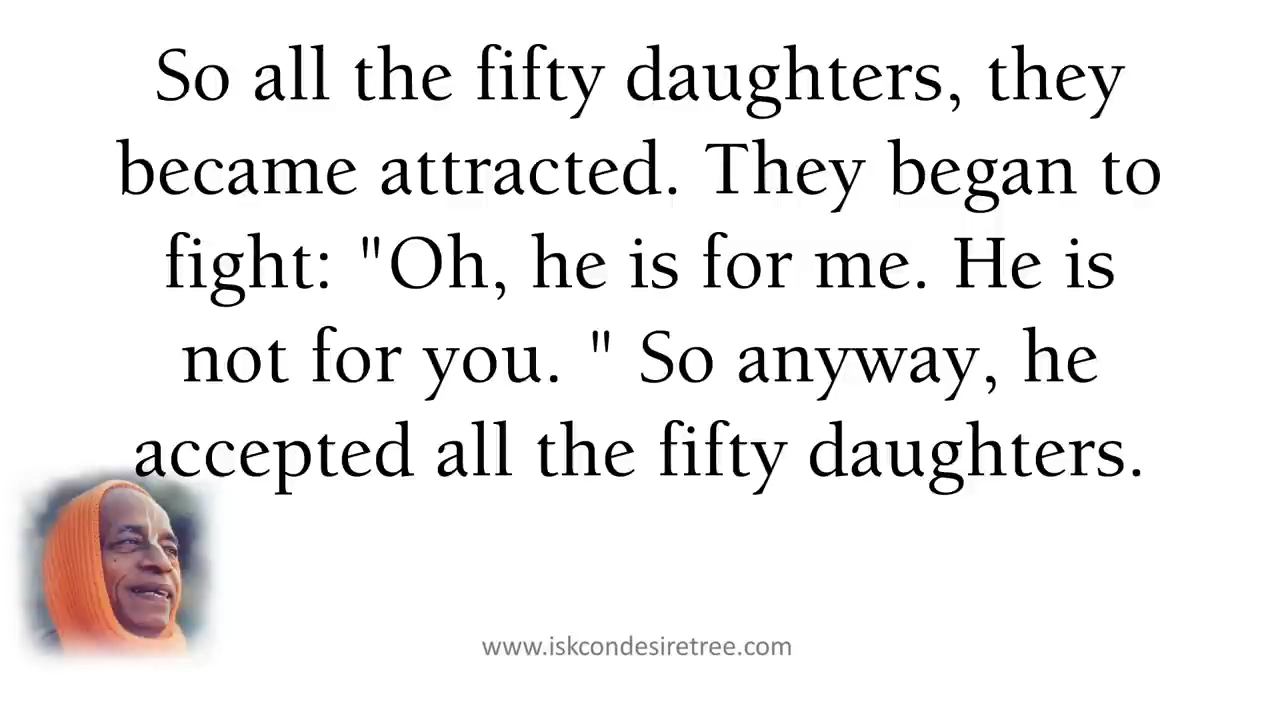 So all the fifty daughters, they
became attracted. They began to
fight: "Oh, he is for me. He is
not for you. " So anyway, he
accepted all the fifty daughters.
www.iskcondesiretree.com